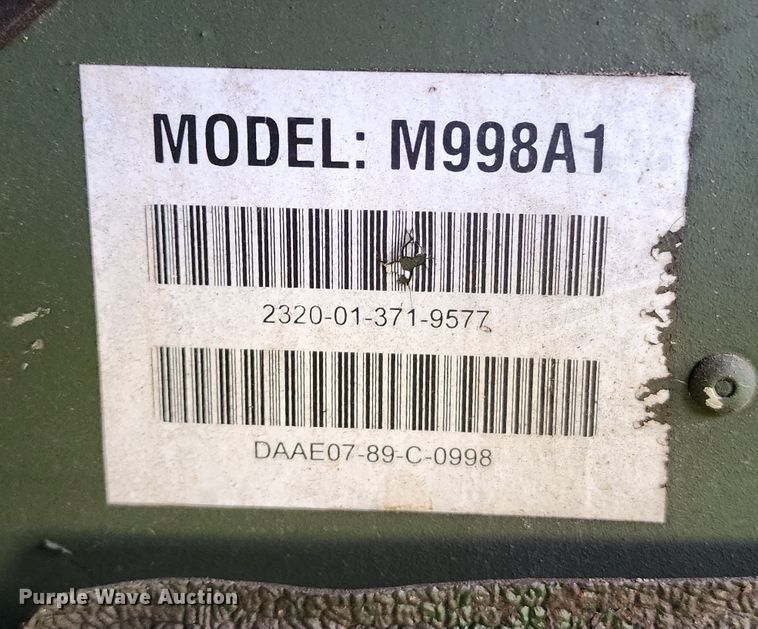 MODEL: M998A1
2320-01-371-9577
DAAE07-89-C-0998
Purple Wave Auction